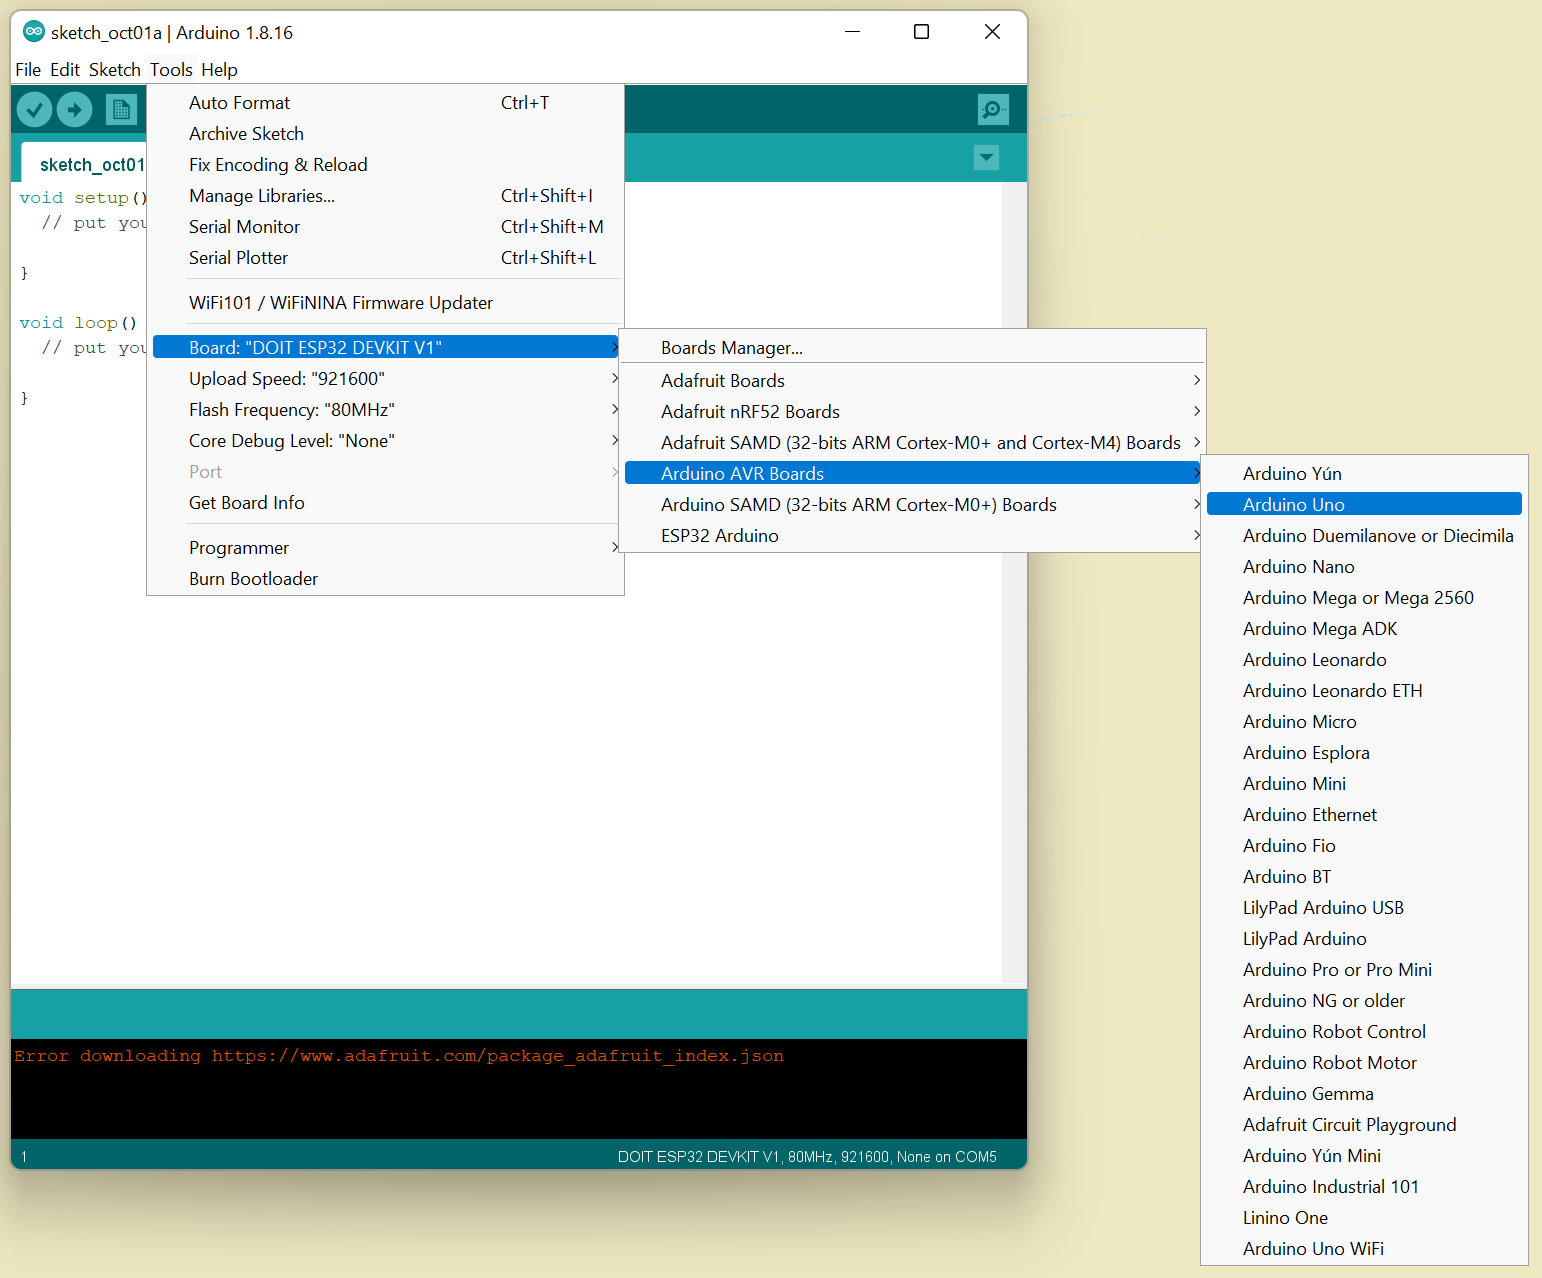 sketch_oct01a | Arduino 1.8.16
File Edit Sketch Tools Help
sketch_oct01
void setup()
// put you
}
void loop()
// put you
}
Auto Format Ctrl+T
Archive Sketch
Fix Encoding & Reload
Manage Libraries... Ctrl+Shift+I
Serial Monitor Ctrl+Shift+M
Serial Plotter Ctrl+Shift+L
WiFi101 / WiFiNINA Firmware Updater
Board: "DOIT ESP32 DEVKIT V1"
Upload Speed: "921600"
Flash Frequency: "80MHz"
Core Debug Level: "None"
Port
Get Board Info
Programmer
Burn Bootloader
Boards Manager...
Adafruit Boards
Adafruit nRF52 Boards
Adafruit SAMD (32-bits ARM Cortex-M0+ and Cortex-M4) Boards
Arduino AVR Boards
Arduino SAMD (32-bits ARM Cortex-M0+) Boards
ESP32 Arduino
Arduino Yún
Arduino Uno
Arduino Duemilanove or Diecimila
Arduino Nano
Arduino Mega or Mega 2560
Arduino Mega ADK
Arduino Leonardo
Arduino Leonardo ETH
Arduino Micro
Arduino Esplora
Arduino Mini
Arduino Ethernet
Arduino Fio
Arduino BT
LilyPad Arduino USB
LilyPad Arduino
Arduino Pro or Pro Mini
Arduino NG or older
Arduino Robot Control
Arduino Robot Motor
Arduino Gemma
Adafruit Circuit Playground
Arduino Yún Mini
Arduino Industrial 101
Linino One
Arduino Uno WiFi
Error downloading https://www.adafruit.com/package_adafruit_index.json
1 DOIT ESP32 DEVKIT V1, 80MHz, 921600, None on COM5